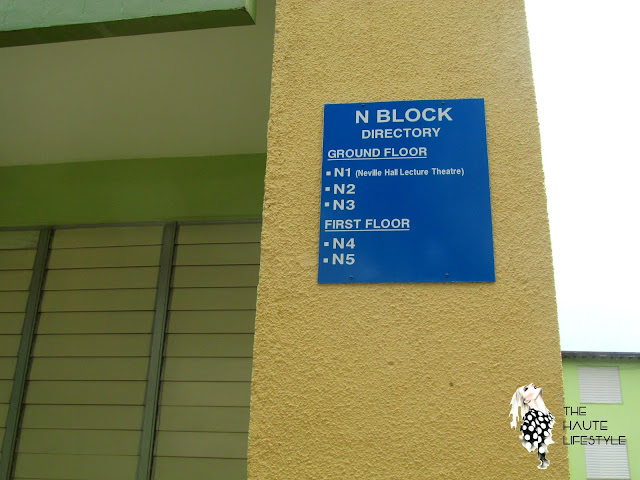 N BLOCK
DIRECTORY
GROUND FLOOR
▪ N1 (Neville Hall Lecture Theatre)
▪ N2
▪ N3
FIRST FLOOR
▪ N4
▪ N5
THE
HAUTE
LIFESTYLE